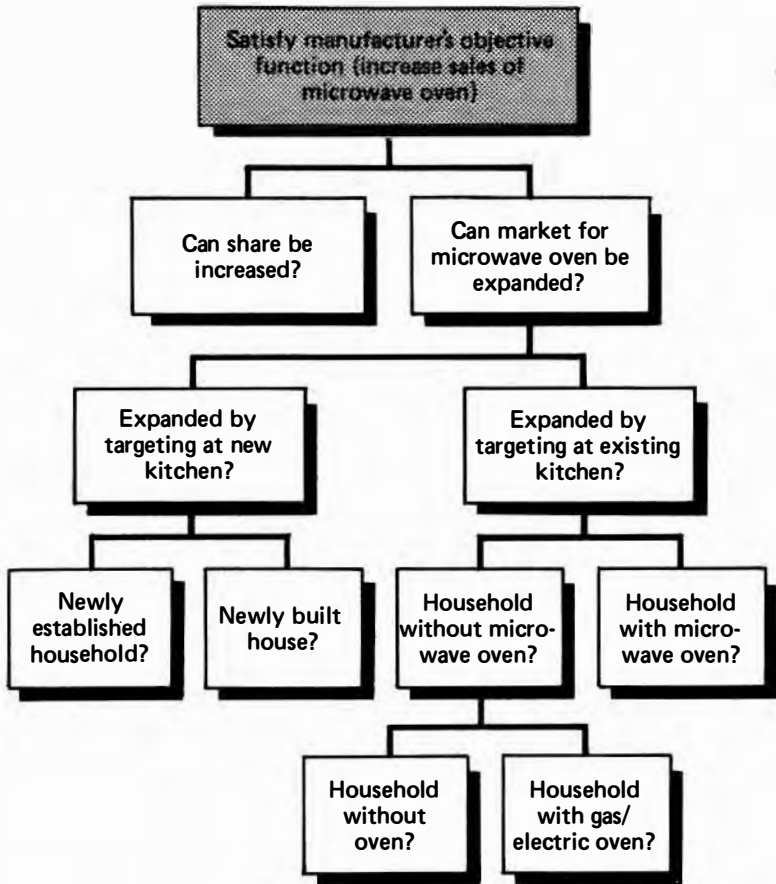 Satisfy manufacturer's objective
function (increase sales of
microwave oven)
Can share be
increased?
Can market for
microwave oven be
expanded?
Expanded by
targeting at new
kitchen?
Expanded by
targeting at existing
kitchen?
Newly
established
household?
Newly built
house?
Household
without micro-
wave oven?
Household
with micro-
wave oven?
Household
without
oven?
Household
with gas/
electric oven?